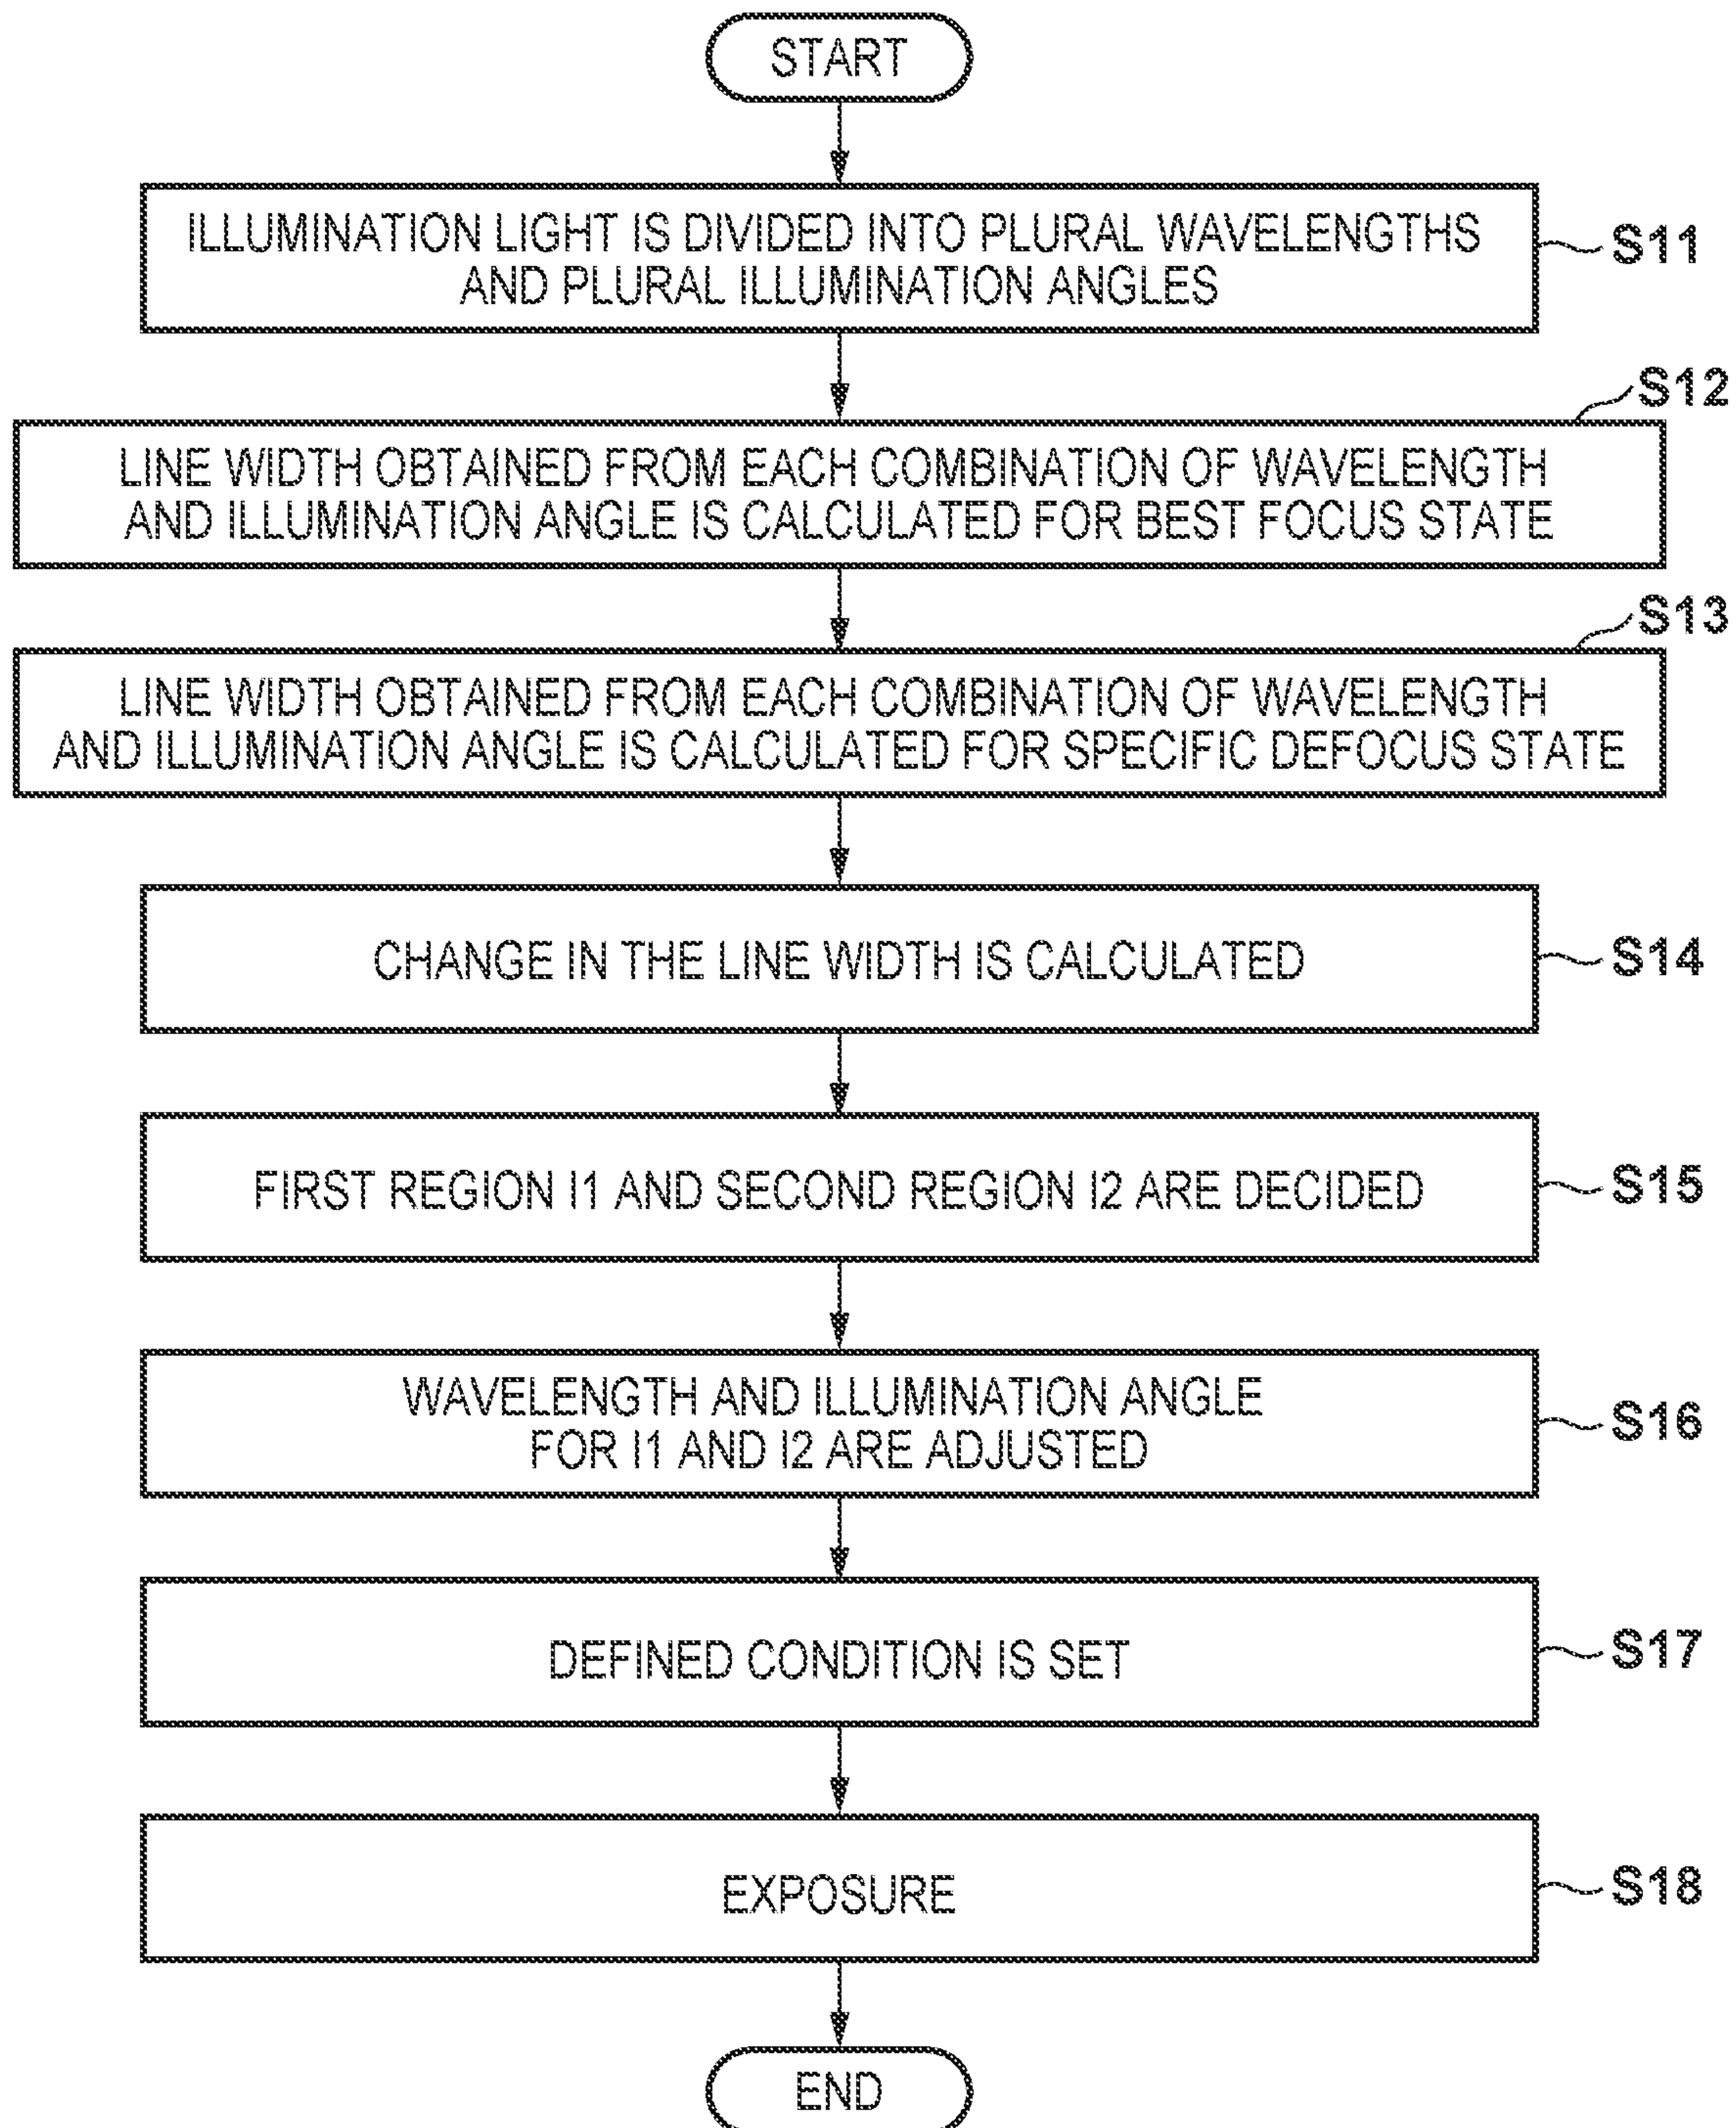 START
ILLUMINATION LIGHT IS DIVIDED INTO PLURAL WAVELENGTHS
AND PLURAL ILLUMINATION ANGLES
S11
S12
LINE WIDTH OBTAINED FROM EACH COMBINATION OF WAVELENGTH
AND ILLUMINATION ANGLE IS CALCULATED FOR BEST FOCUS STATE
S13
LINE WIDTH OBTAINED FROM EACH COMBINATION OF WAVELENGTH
AND ILLUMINATION ANGLE IS CALCULATED FOR SPECIFIC DEFOCUS STATE
CHANGE IN THE LINE WIDTH IS CALCULATED
S14
FIRST REGION I1 AND SECOND REGION I2 ARE DECIDED
S15
WAVELENGTH AND ILLUMINATION ANGLE
FOR I1 AND I2 ARE ADJUSTED
S16
DEFINED CONDITION IS SET
S17
EXPOSURE
S18
END